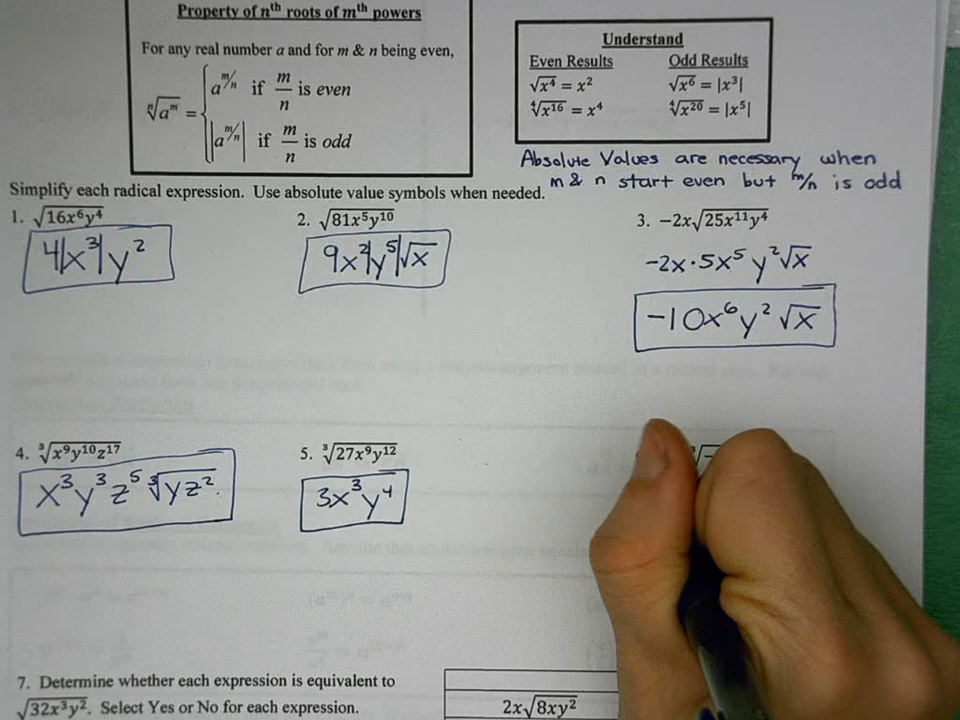 Property of nth roots of mth powers
For any real number a and for m & n being even,
ⁿ√aᵐ = { a^(m/n) if m/n is even
|a^(m/n)| if m/n is odd
Understand
Even Results Odd Results
√x⁴ = x² √x⁶ = |x³|
⁴√x¹⁶ = x⁴ ⁴√x²⁰ = |x⁵|
Absolute Values are necessary when
m & n start even but m/n is odd
Simplify each radical expression. Use absolute value symbols when needed.
1. √16x⁶y⁴ 2. √81x⁵y¹⁰ 3. −2x√25x¹¹y⁴
4|x³|y² 9x²|y⁵|√x −2x·5x⁵y²√x
−10x⁶y²√x
4. ³√x⁹y¹⁰z¹⁷ 5. ³√27x⁹y¹²
x³y³z⁵ ³√yz² 3x³y⁴
7. Determine whether each expression is equivalent to
√32x³y². Select Yes or No for each expression.
2x√8xy²